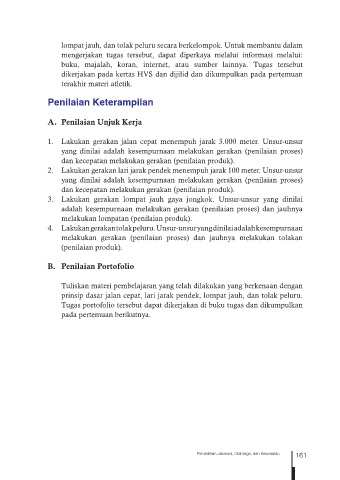 lompat jauh, dan tolak peluru secara berkelompok. Untuk membantu dalam
mengerjakan tugas tersebut, dapat diperkaya melalui informasi melalui:
buku, majalah, koran, internet, atau sumber lainnya. Tugas tersebut
dikerjakan pada kertas HVS dan dijilid dan dikumpulkan pada pertemuan
terakhir materi atletik.
Penilaian Keterampilan
A. Penilaian Unjuk Kerja
1. Lakukan gerakan jalan cepat menempuh jarak 3.000 meter. Unsur-unsur
yang dinilai adalah kesempurnaan melakukan gerakan (penilaian proses)
dan kecepatan melakukan gerakan (penilaian produk).
2. Lakukan gerakan lari jarak pendek menempuh jarak 100 meter. Unsur-unsur
yang dinilai adalah kesempurnaan melakukan gerakan (penilaian proses)
dan kecepatan melakukan gerakan (penilaian produk).
3. Lakukan gerakan lompat jauh gaya jongkok. Unsur-unsur yang dinilai
adalah kesempurnaan melakukan gerakan (penilaian proses) dan jauhnya
melakukan lompatan (penilaian produk).
4. Lakukan gerakan tolak peluru. Unsur-unsur yang dinilai adalah kesempurnaan
melakukan gerakan (penilaian proses) dan jauhnya melakukan tolakan
(penilaian produk).
B. Penilaian Portofolio
Tuliskan materi pembelajaran yang telah dilakukan yang berkenaan dengan
prinsip dasar jalan cepat, lari jarak pendek, lompat jauh, dan tolak peluru.
Tugas portofolio tersebut dapat dikerjakan di buku tugas dan dikumpulkan
pada pertemuan berikutnya.
Pendidikan Jasmani, Olahraga, dan Kesehatan 161